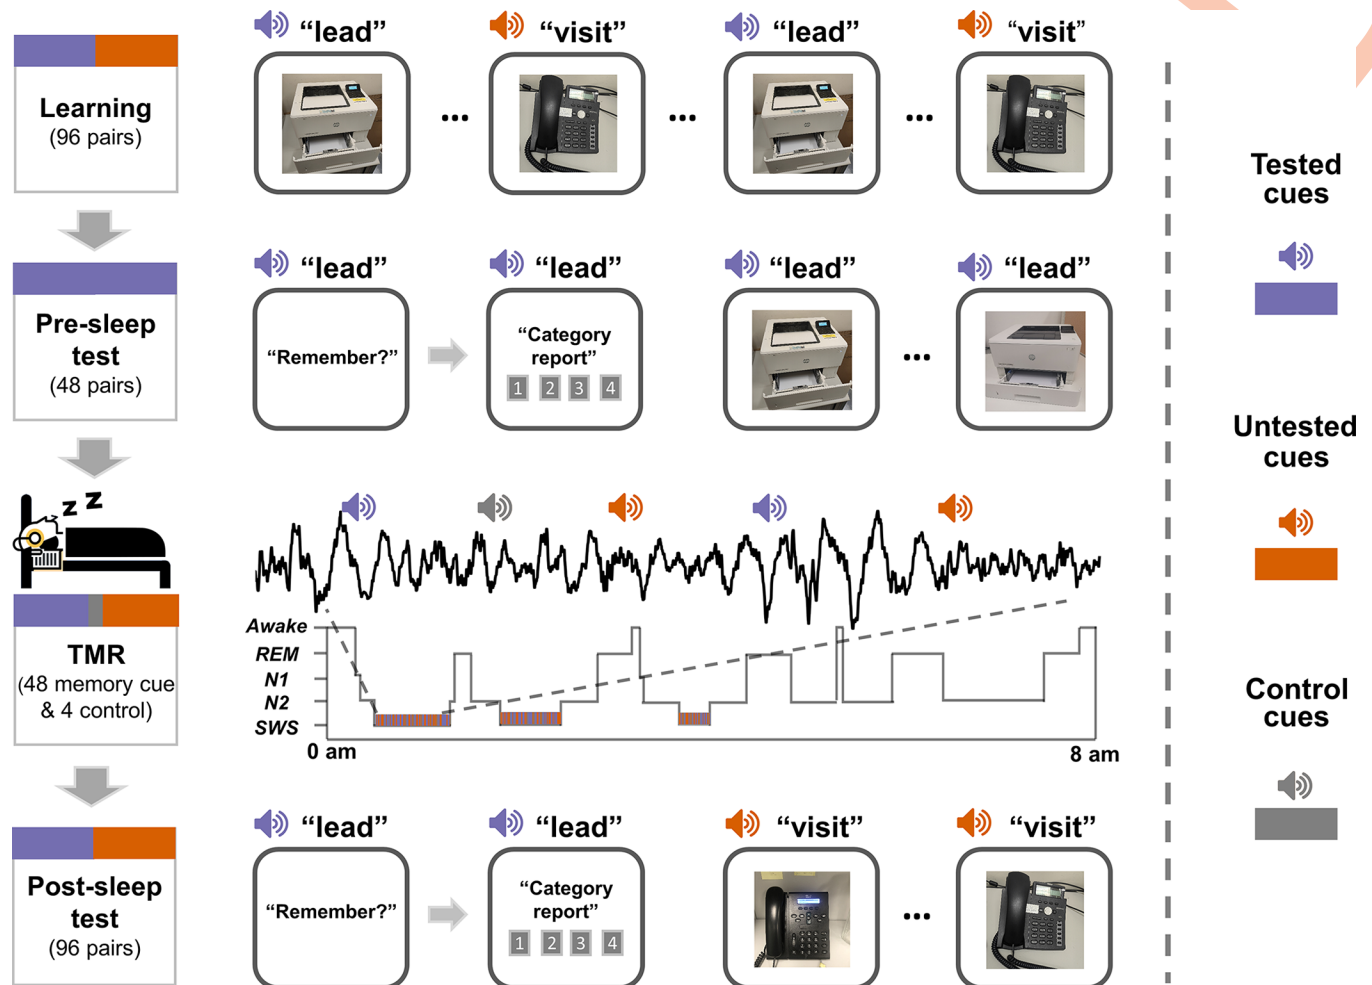 "lead"
"visit"
"lead"
"visit"
Learning
(96 pairs)
...
...
...
Tested
cues
"lead"
"lead"
"lead"
"lead"
Pre-sleep
test
(48 pairs)
"Remember?"
"Category
report"
1 2 3 4
...
Untested
cues
z z
TMR
(48 memory cue
& 4 control)
Awake
REM
N1
N2
SWS
0 am
8 am
Control
cues
"lead"
"lead"
"visit"
"visit"
Post-sleep
test
(96 pairs)
"Remember?"
"Category
report"
1 2 3 4
...